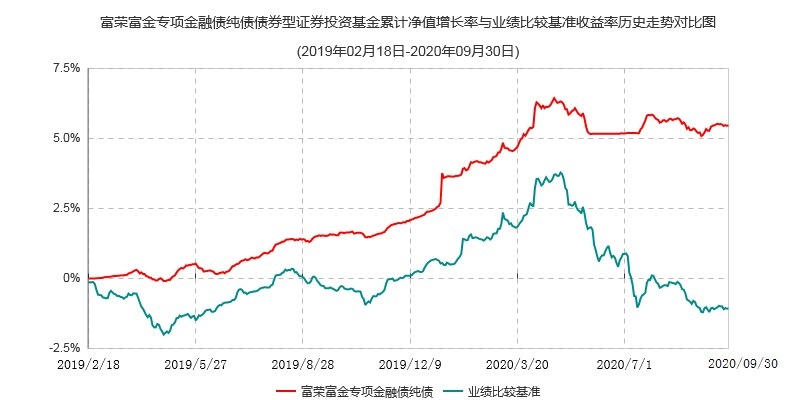 富荣富金专项金融债纯债债券型证券投资基金累计净值增长率与业绩比较基准收益率历史走势对比图
(2019年02月18日-2020年09月30日)
7.5%
5.0%
2.5%
0%
-2.5%
2019/2/18 2019/5/27 2019/8/28 2019/12/9 2020/3/20 2020/7/1 2020/09/30
富荣富金专项金融债纯债 业绩比较基准